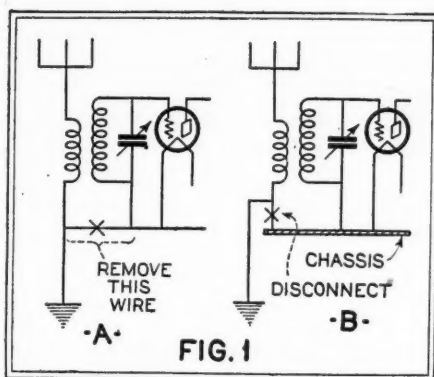 REMOVE
THIS
WIRE
CHASSIS
DISCONNECT
-A-
-B-
FIG. 1